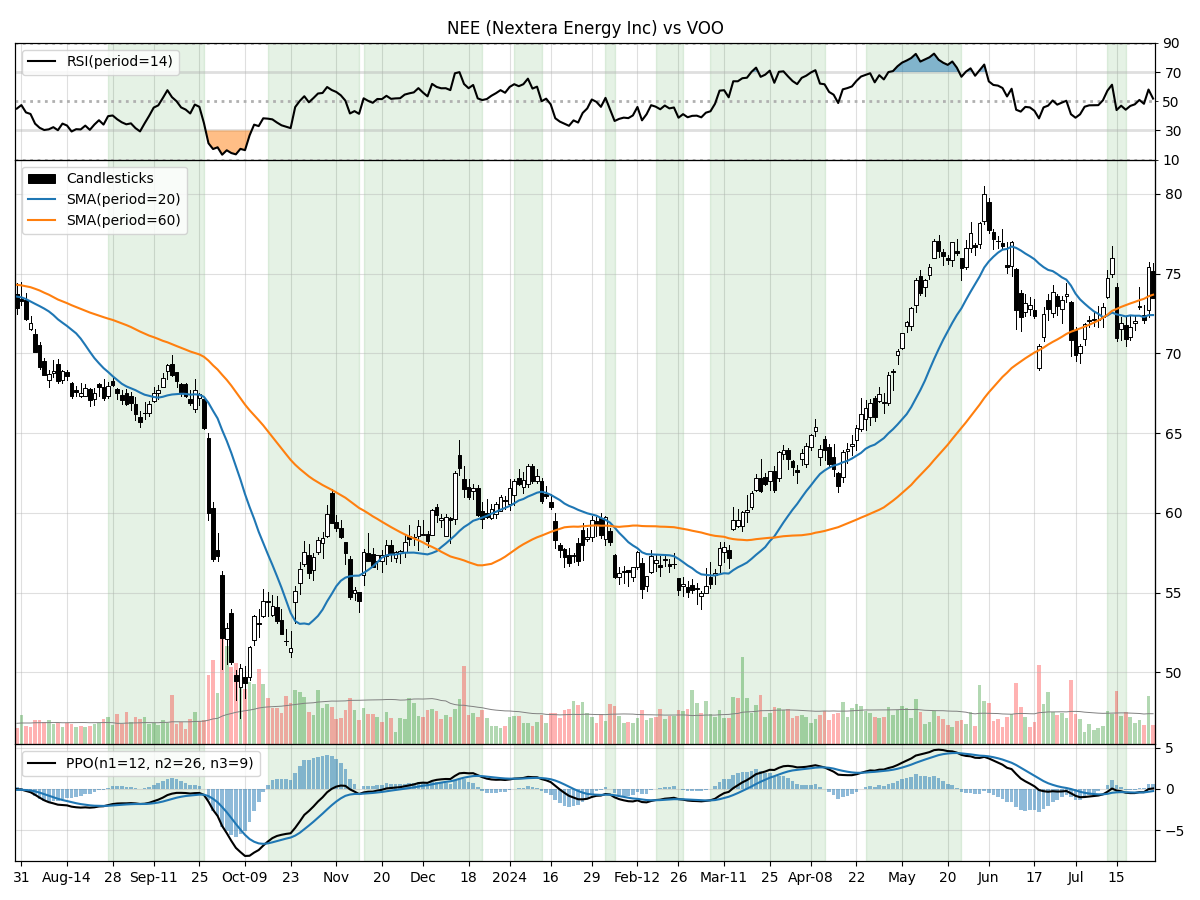 NEE (Nextera Energy Inc) vs VOO
RSI(period=14)
90
70
50
30
10
Candlesticks
SMA(period=20)
SMA(period=60)
80
75
70
65
60
55
50
PPO(n1=12, n2=26, n3=9)
5
0
−5
31 Aug-14 28 Sep-11 25 Oct-09 23 Nov 20 Dec 18 2024 16 29 Feb-12 26 Mar-11 25 Apr-08 22 May 20 Jun 17 Jul 15